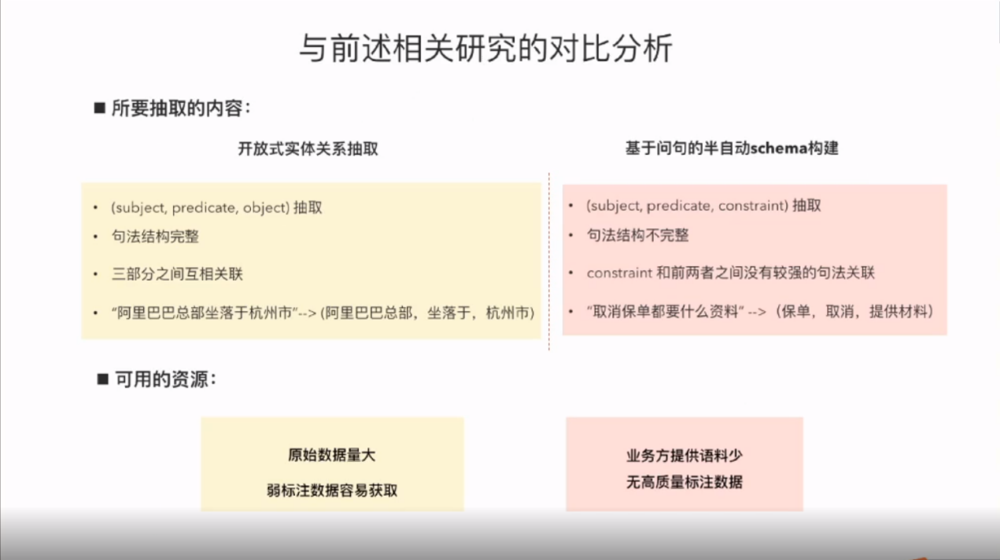 与前述相关研究的对比分析
■ 所要抽取的内容：
开放式实体关系抽取
基于问句的半自动schema构建
• (subject, predicate, object) 抽取
• 句法结构完整
• 三部分之间互相关联
• “阿里巴巴总部坐落于杭州市”--> (阿里巴巴总部，坐落于，杭州市)
• (subject, predicate, constraint) 抽取
• 句法结构不完整
• constraint 和前两者之间没有较强的句法关联
• “取消保单都要什么资料” -->（保单，取消，提供材料）
■ 可用的资源：
原始数据量大
弱标注数据容易获取
业务方提供语料少
无高质量标注数据